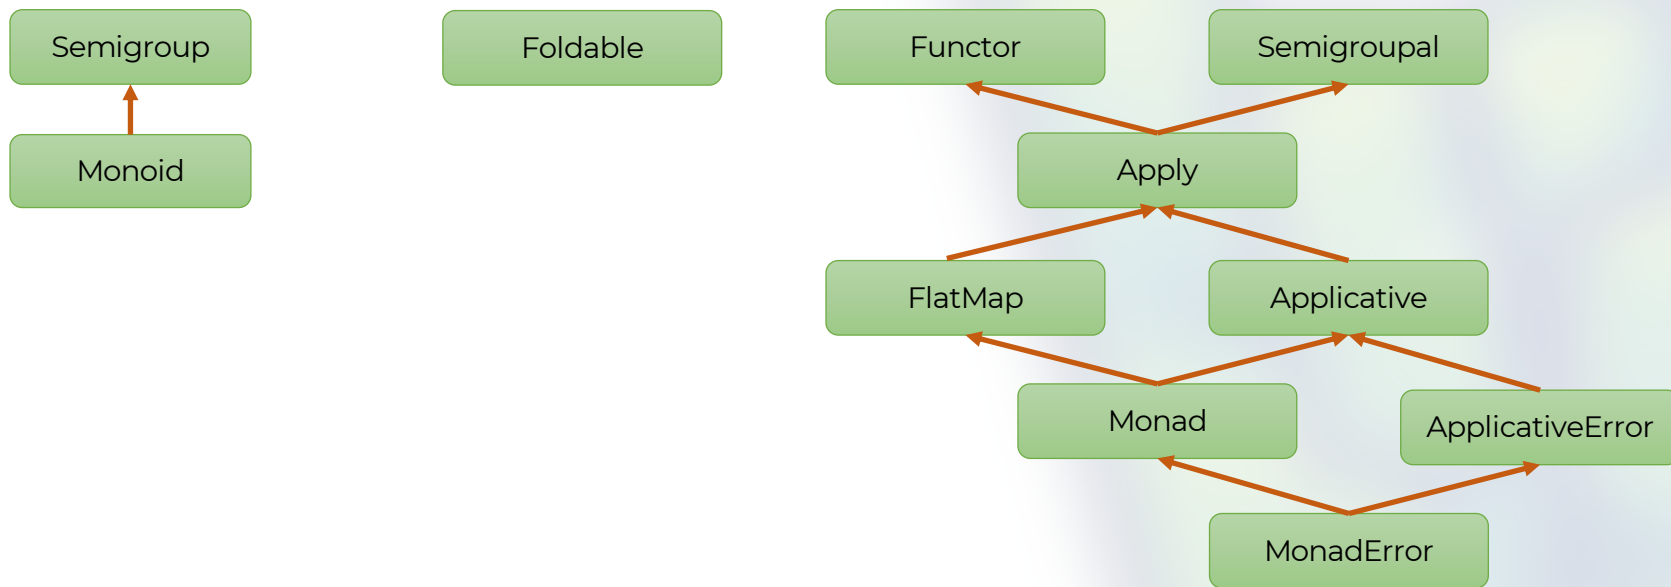 Semigroup
Foldable
Functor
Semigroupal
Monoid
Apply
FlatMap
Applicative
Monad
ApplicativeError
MonadError